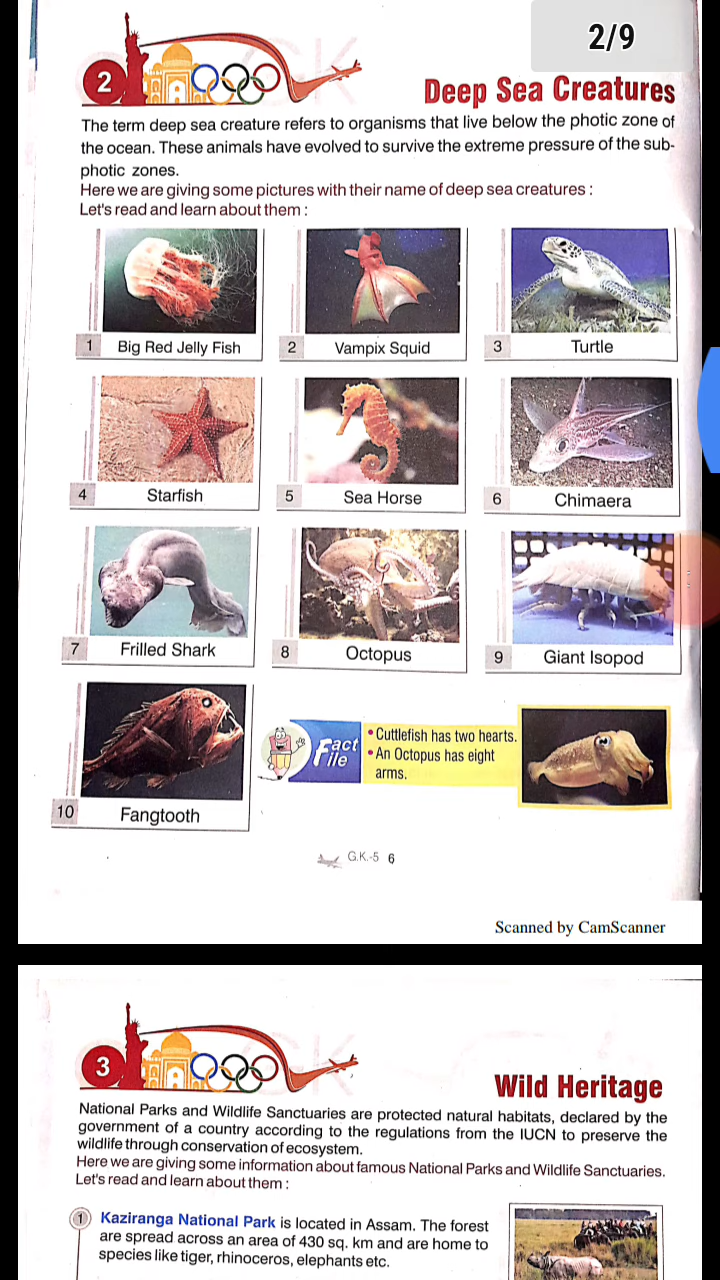 2/9
2
Deep Sea Creatures
The term deep sea creature refers to organisms that live below the photic zone of
the ocean. These animals have evolved to survive the extreme pressure of the sub-
photic zones.
Here we are giving some pictures with their name of deep sea creatures :
Let's read and learn about them :
1 Big Red Jelly Fish
2 Vampix Squid
3 Turtle
4 Starfish
5 Sea Horse
6 Chimaera
7 Frilled Shark
8 Octopus
9 Giant Isopod
10 Fangtooth
Fact
File
• Cuttlefish has two hearts.
• An Octopus has eight
arms.
G.K.-5 6
Scanned by CamScanner
3
Wild Heritage
National Parks and Wildlife Sanctuaries are protected natural habitats, declared by the
government of a country according to the regulations from the IUCN to preserve the
wildlife through conservation of ecosystem.
Here we are giving some information about famous National Parks and Wildlife Sanctuaries.
Let's read and learn about them :
1 Kaziranga National Park is located in Assam. The forest
are spread across an area of 430 sq. km and are home to
species like tiger, rhinoceros, elephants etc.